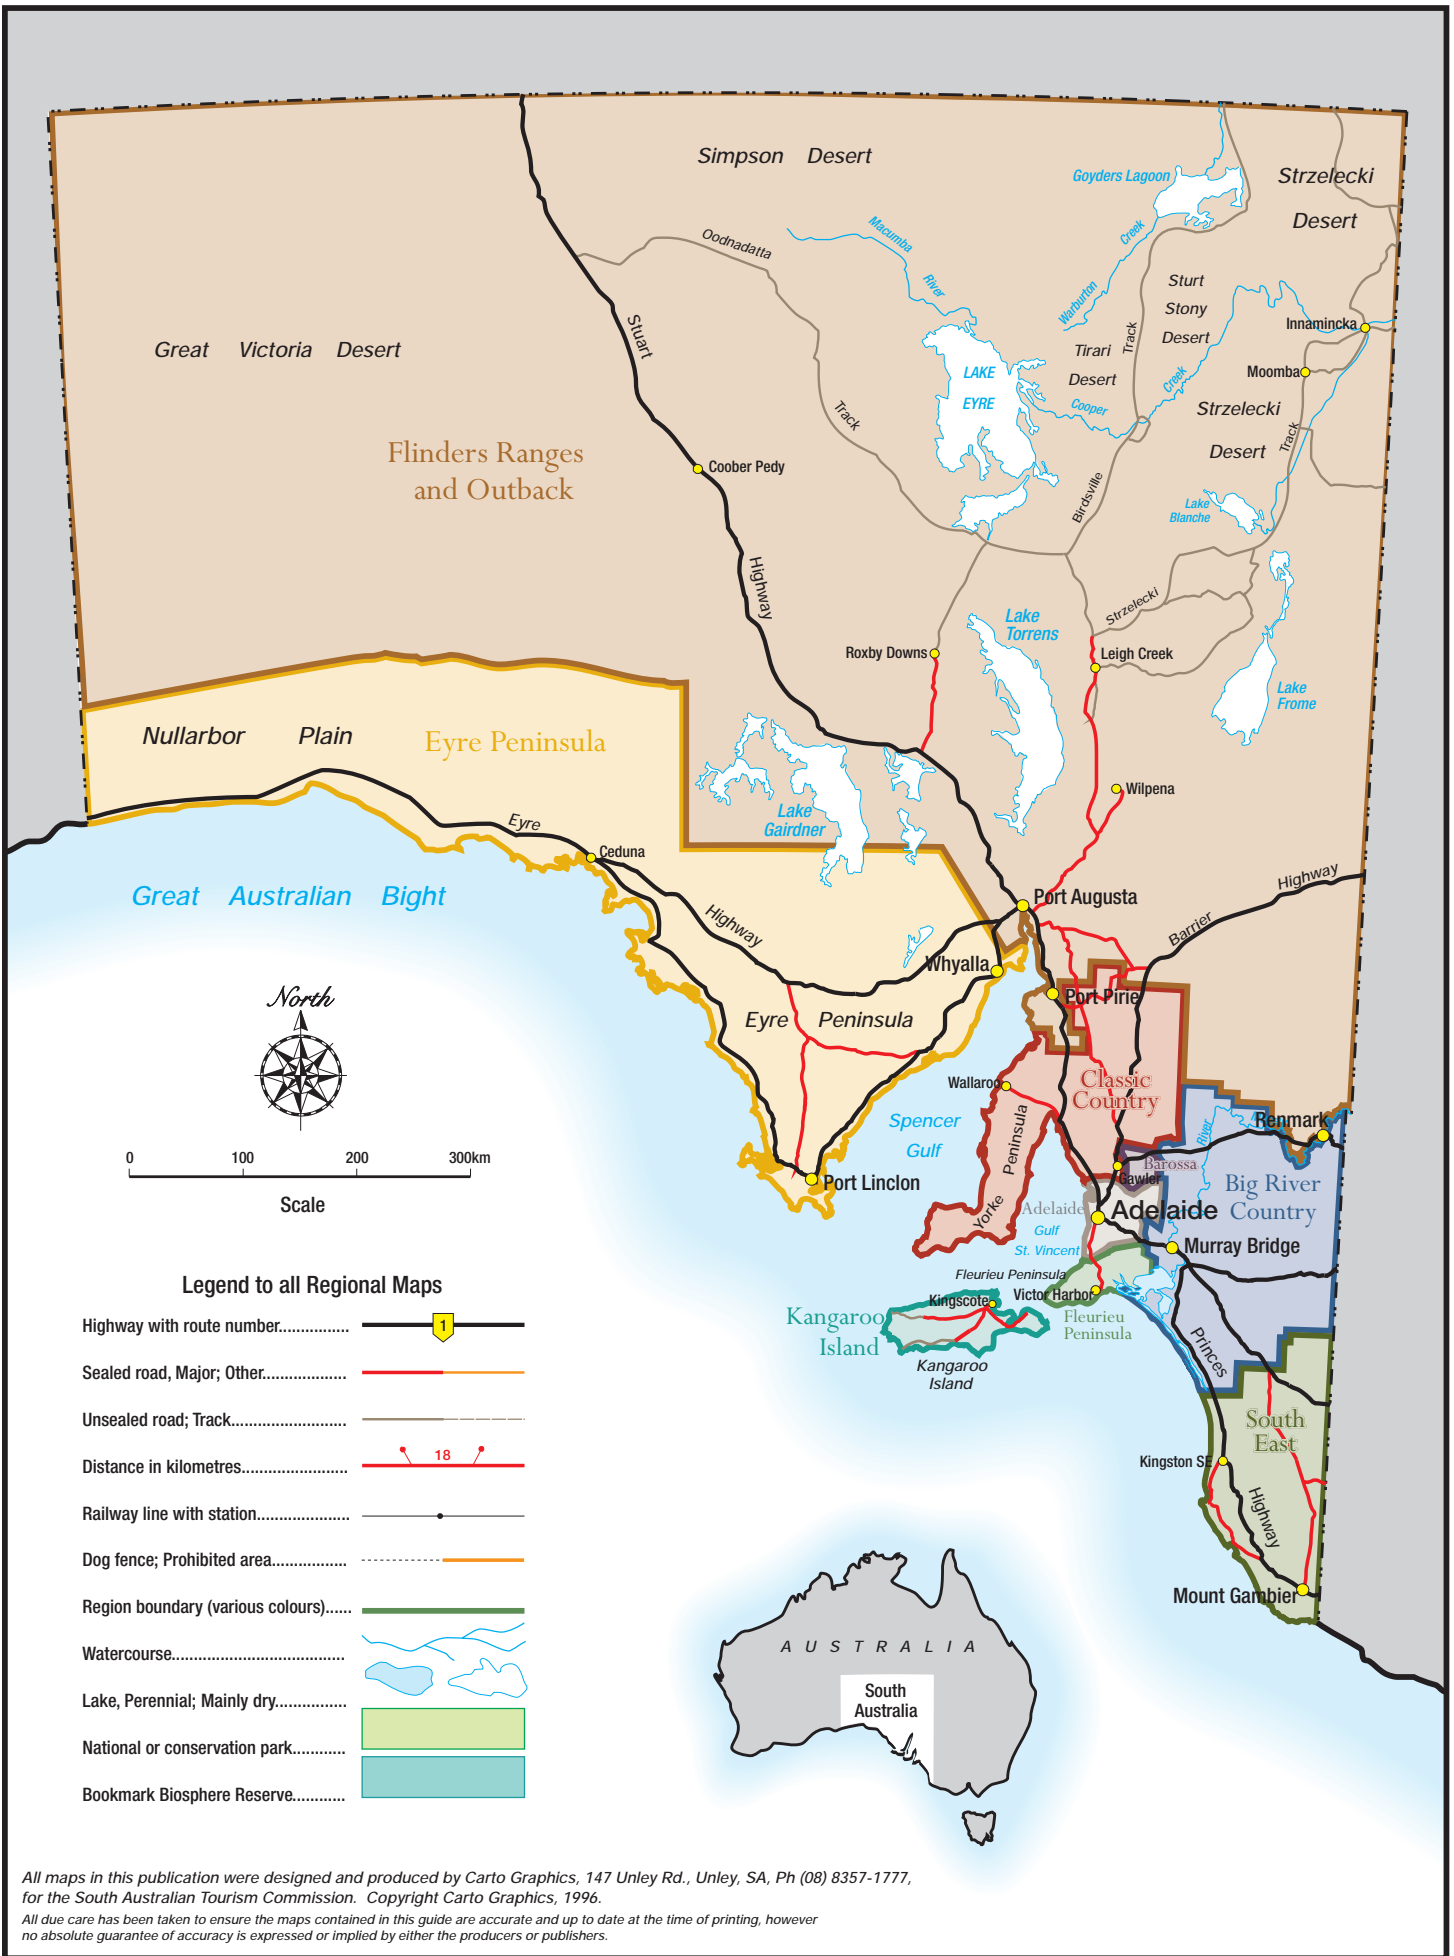 Simpson Desert
Goyders Lagoon
Strzelecki
Desert
Oodnadatta
Macumba
River
Creek
Warburton
Sturt
Stony
Desert
Track
Innamincka
Stuart
Great Victoria Desert
Tirari
Desert
LAKE
EYRE
Moomba
Creek
Cooper
Strzelecki
Desert
Track
Track
Flinders Ranges
and Outback
Coober Pedy
Birdsville
Lake
Blanche
Highway
Strzelecki
Lake
Torrens
Roxby Downs
Leigh Creek
Lake
Frome
Nullarbor Plain
Eyre Peninsula
Wilpena
Lake
Gairdner
Eyre
Ceduna
Great Australian Bight
Highway
Port Augusta
Highway
Barrier
Whyalla
North
Port Pirie
Eyre Peninsula
Wallaroo
Classic
Country
Spencer
Gulf
Peninsula
Renmark
River
0 100 200 300km
Scale
Barossa
Gawler
Port Linclon
Big River
Country
Yorke
Adelaide
Adelaide
Gulf
St. Vincent
Murray Bridge
Fleurieu Peninsula
Victor Harbor
Kingscote
Kangaroo
Island
Fleurieu
Peninsula
Kangaroo
Island
Princes
South
East
Kingston SE
Highway
Mount Gambier
Legend to all Regional Maps
Highway with route number................ 1
Sealed road, Major; Other....................
Unsealed road; Track...........................
Distance in kilometres......................... 18
Railway line with station......................
Dog fence; Prohibited area..................
Region boundary (various colours)......
Watercourse.........................................
Lake, Perennial; Mainly dry.................
National or conservation park............
Bookmark Biosphere Reserve............
AUSTRALIA
South
Australia
All maps in this publication were designed and produced by Carto Graphics, 147 Unley Rd., Unley, SA, Ph (08) 8357-1777,
for the South Australian Tourism Commission. Copyright Carto Graphics, 1996.
All due care has been taken to ensure the maps contained in this guide are accurate and up to date at the time of printing, however
no absolute guarantee of accuracy is expressed or implied by either the producers or publishers.